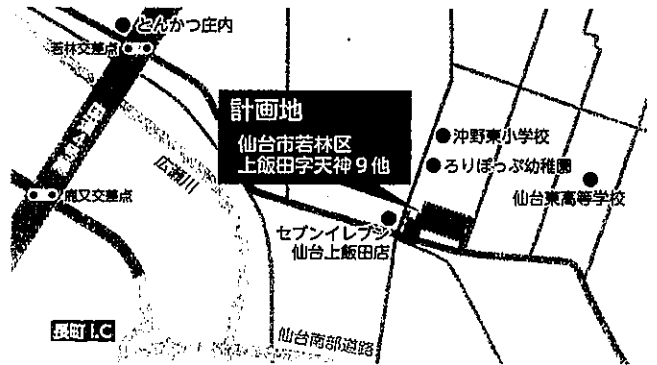 とんかつ庄内
若林交差点
計画地
仙台市若林区
上飯田字天神9他
沖野東小学校
ろりぽっぷ幼稚園
仙台東高等学校
広瀬川
鹿又交差点
セブンイレブン
仙台上飯田店
長町I.C
仙台南部道路